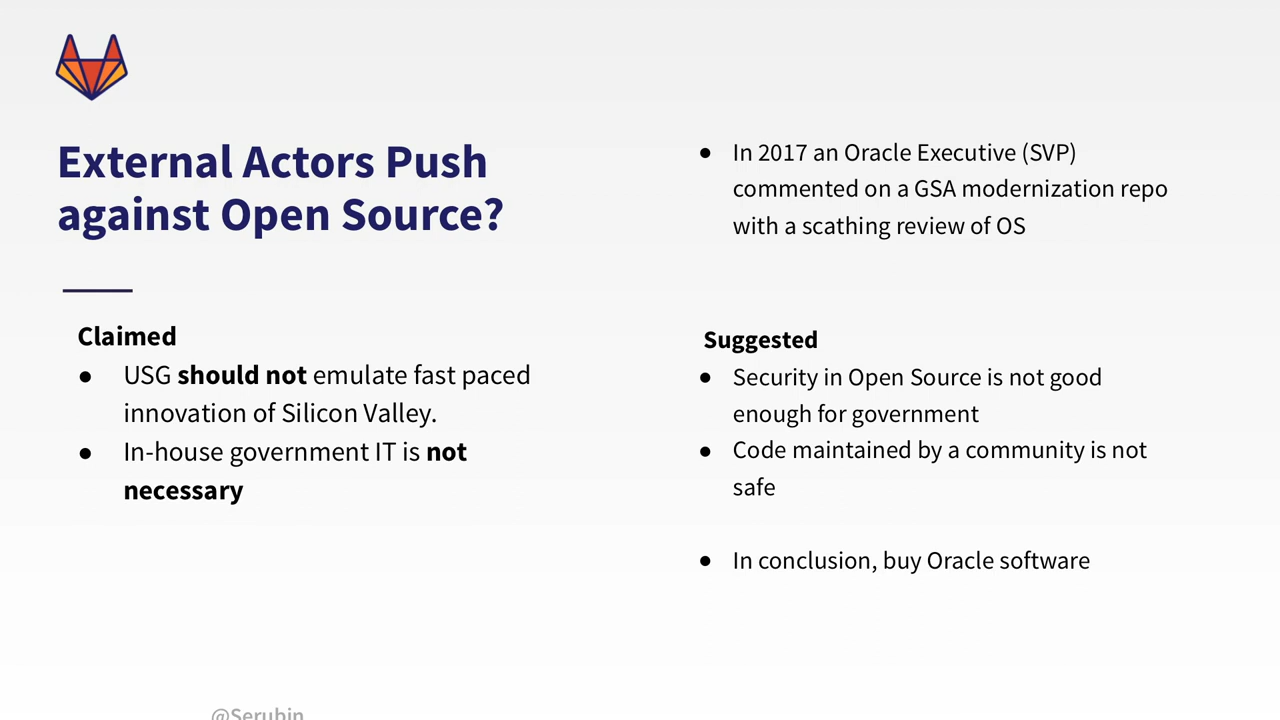 External Actors Push
against Open Source?
Claimed
● USG should not emulate fast paced
innovation of Silicon Valley.
● In-house government IT is not
necessary
● In 2017 an Oracle Executive (SVP)
commented on a GSA modernization repo
with a scathing review of OS
Suggested
● Security in Open Source is not good
enough for government
● Code maintained by a community is not
safe
● In conclusion, buy Oracle software
@Serubin